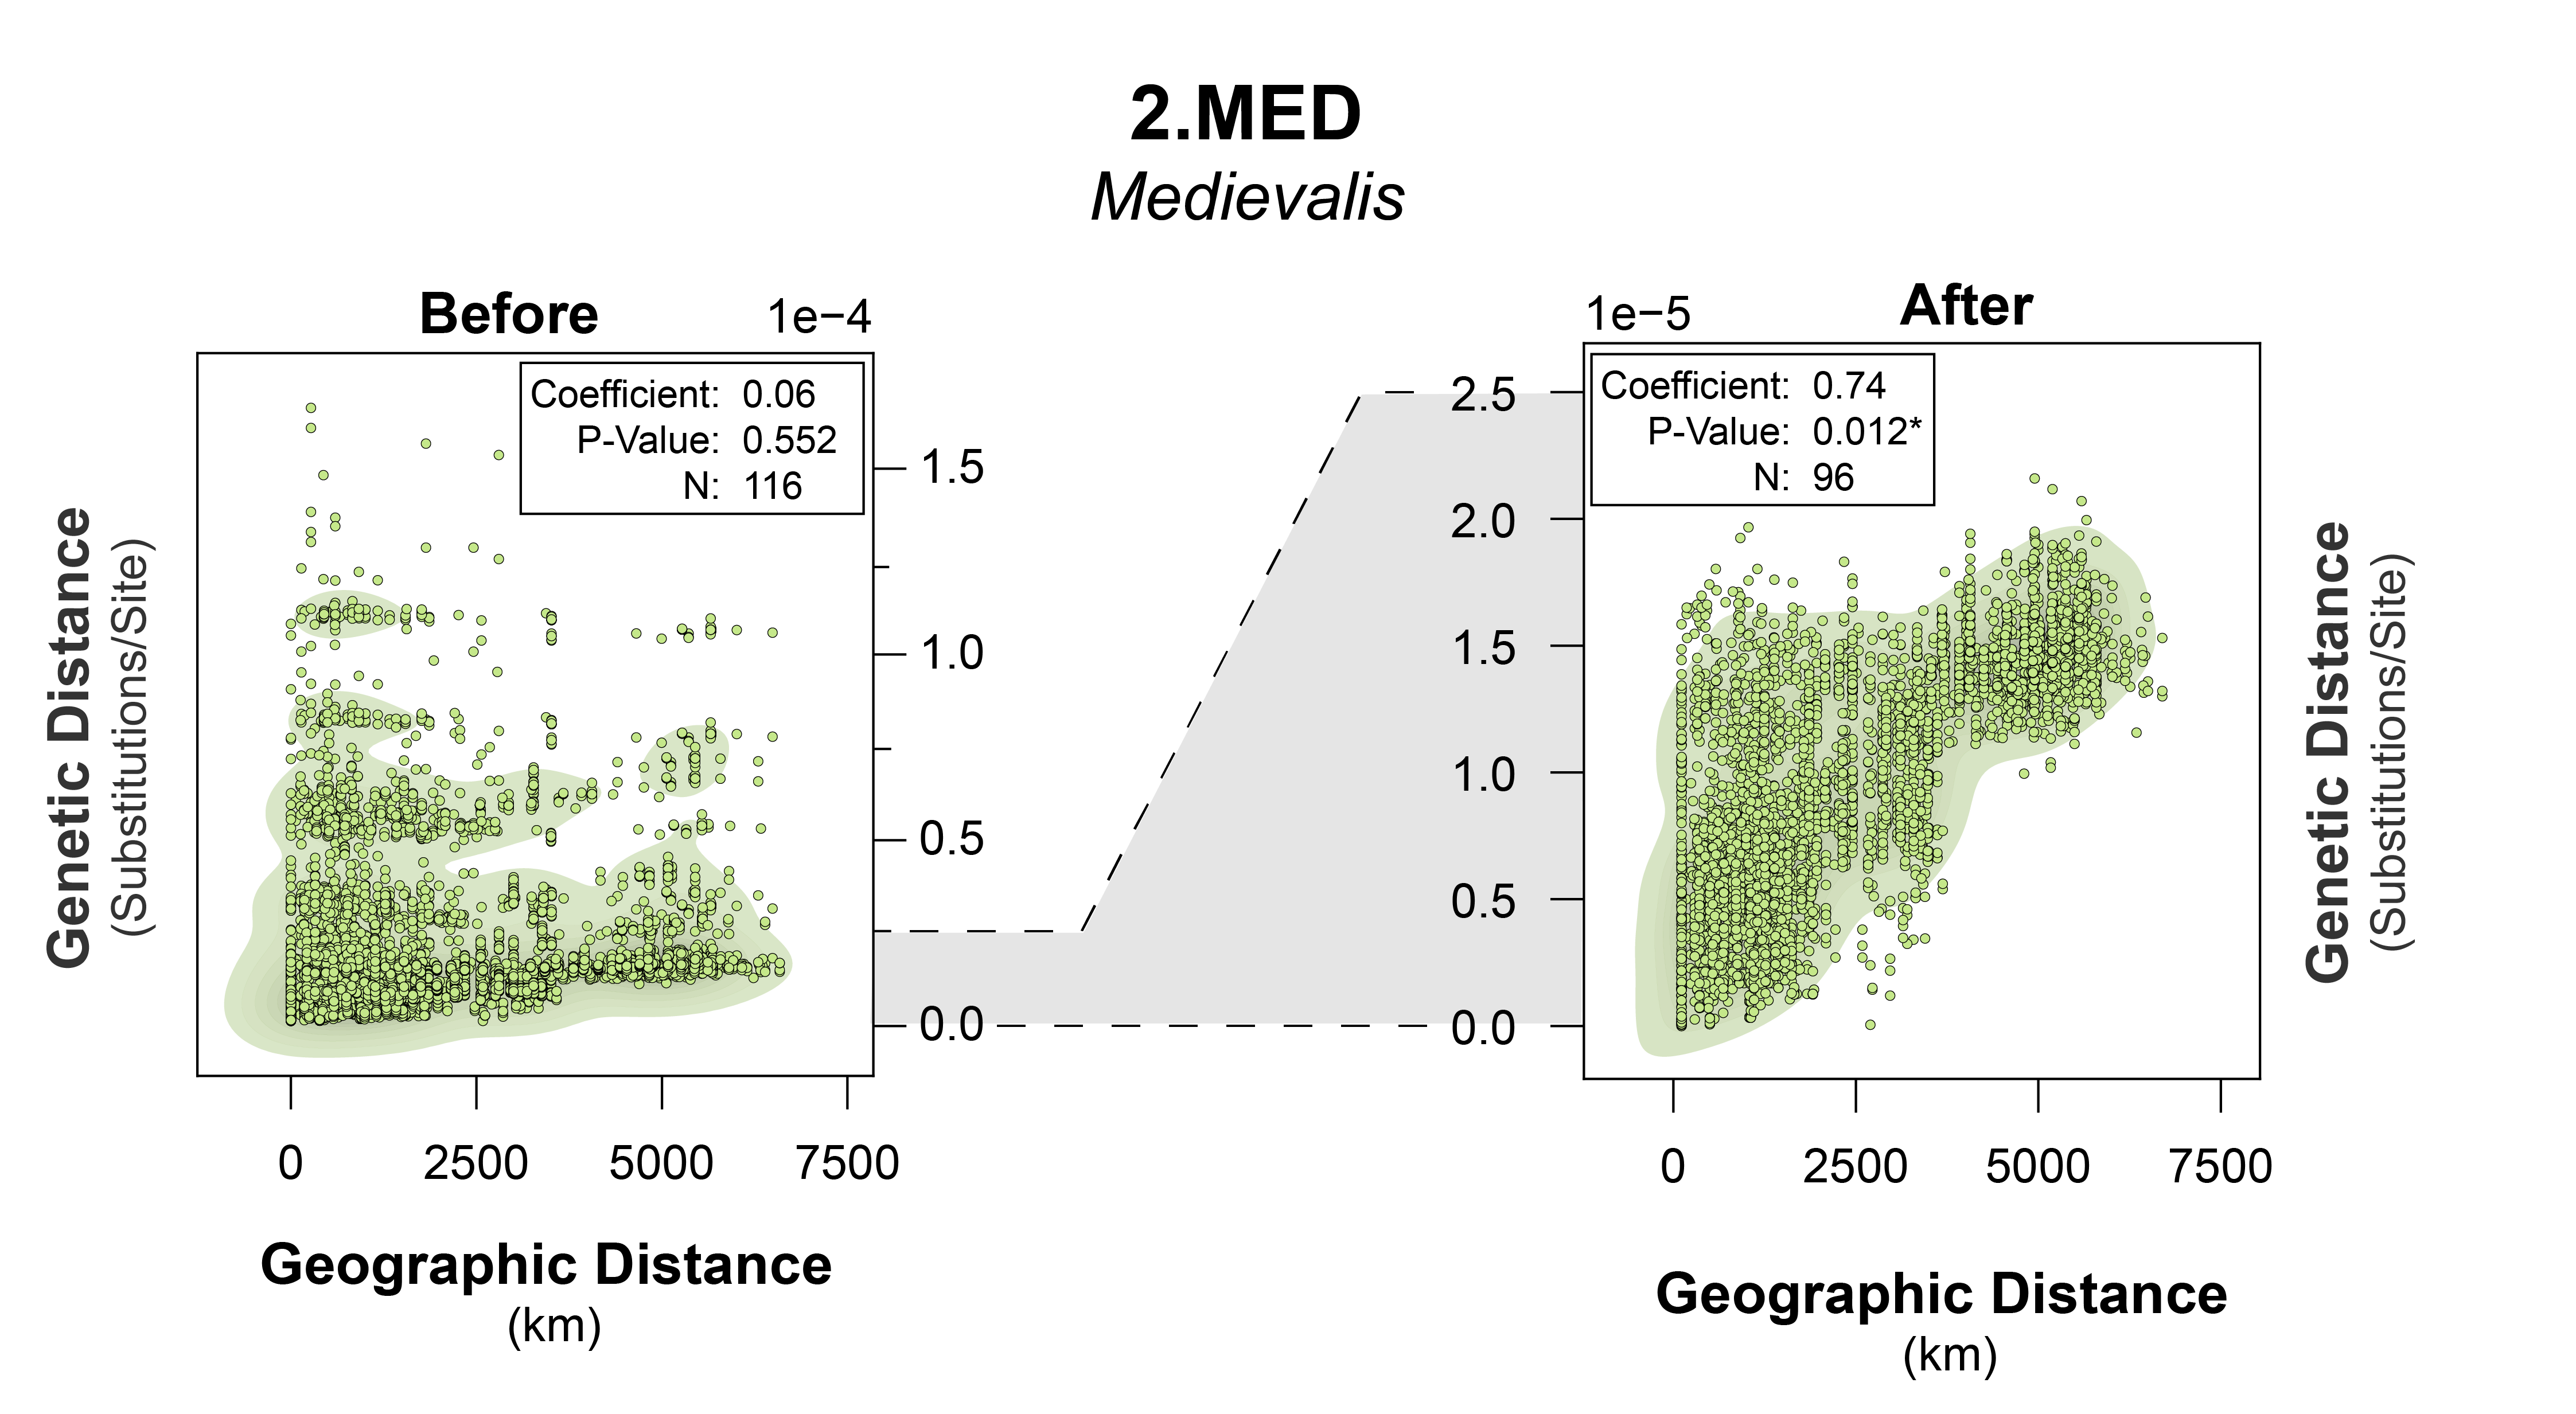 2.MED
Medievalis
Before
1e−4
Coefficient: 0.06
P-Value: 0.552
N: 116
1.5
1.0
0.5
0.0
Genetic Distance
(Substitutions/Site)
0 2500 5000 7500
Geographic Distance
(km)
1e−5
After
Coefficient: 0.74
P-Value: 0.012*
N: 96
2.5
2.0
1.5
1.0
0.5
0.0
Genetic Distance
(Substitutions/Site)
0 2500 5000 7500
Geographic Distance
(km)